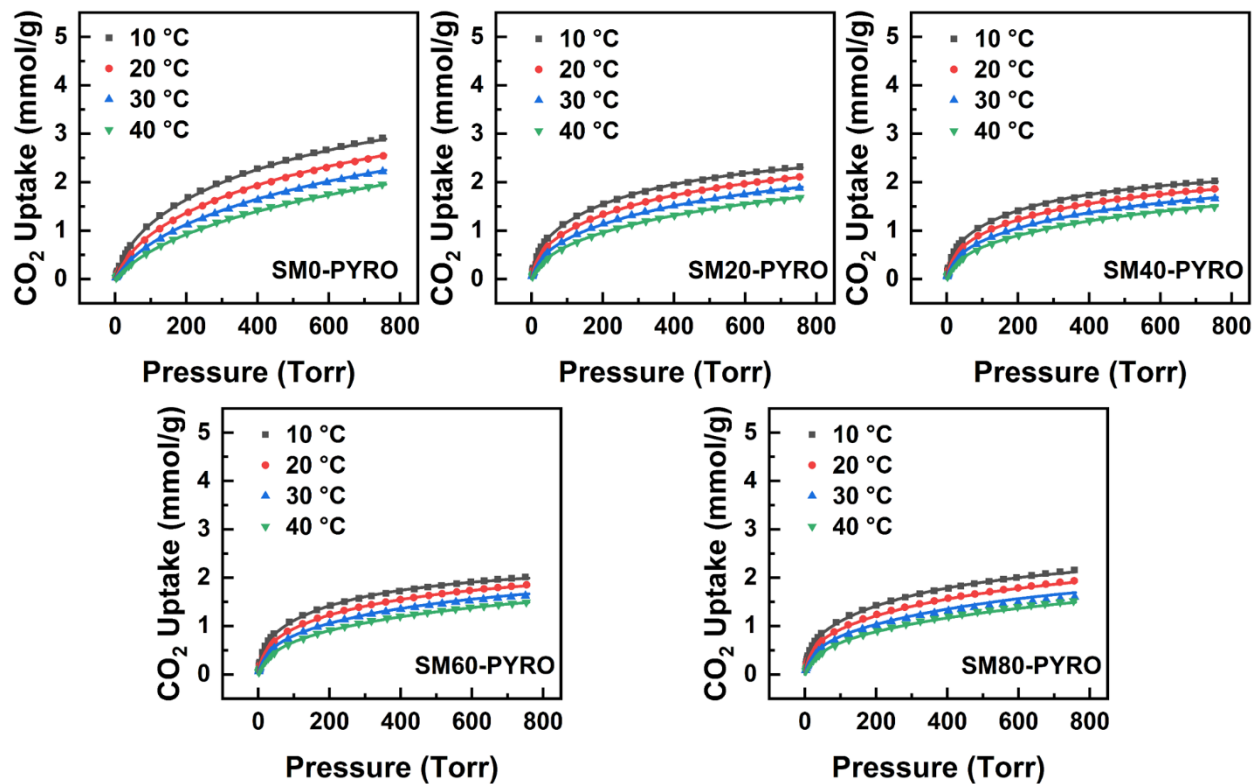 CO₂ Uptake (mmol/g)
5
4
3
2
1
0
10 °C
20 °C
30 °C
40 °C
SM0-PYRO
0 200 400 600 800
Pressure (Torr)
CO₂ Uptake (mmol/g)
5
4
3
2
1
0
10 °C
20 °C
30 °C
40 °C
SM20-PYRO
0 200 400 600 800
Pressure (Torr)
CO₂ Uptake (mmol/g)
5
4
3
2
1
0
10 °C
20 °C
30 °C
40 °C
SM40-PYRO
0 200 400 600 800
Pressure (Torr)
CO₂ Uptake (mmol/g)
5
4
3
2
1
0
10 °C
20 °C
30 °C
40 °C
SM60-PYRO
0 200 400 600 800
Pressure (Torr)
CO₂ Uptake (mmol/g)
5
4
3
2
1
0
10 °C
20 °C
30 °C
40 °C
SM80-PYRO
0 200 400 600 800
Pressure (Torr)